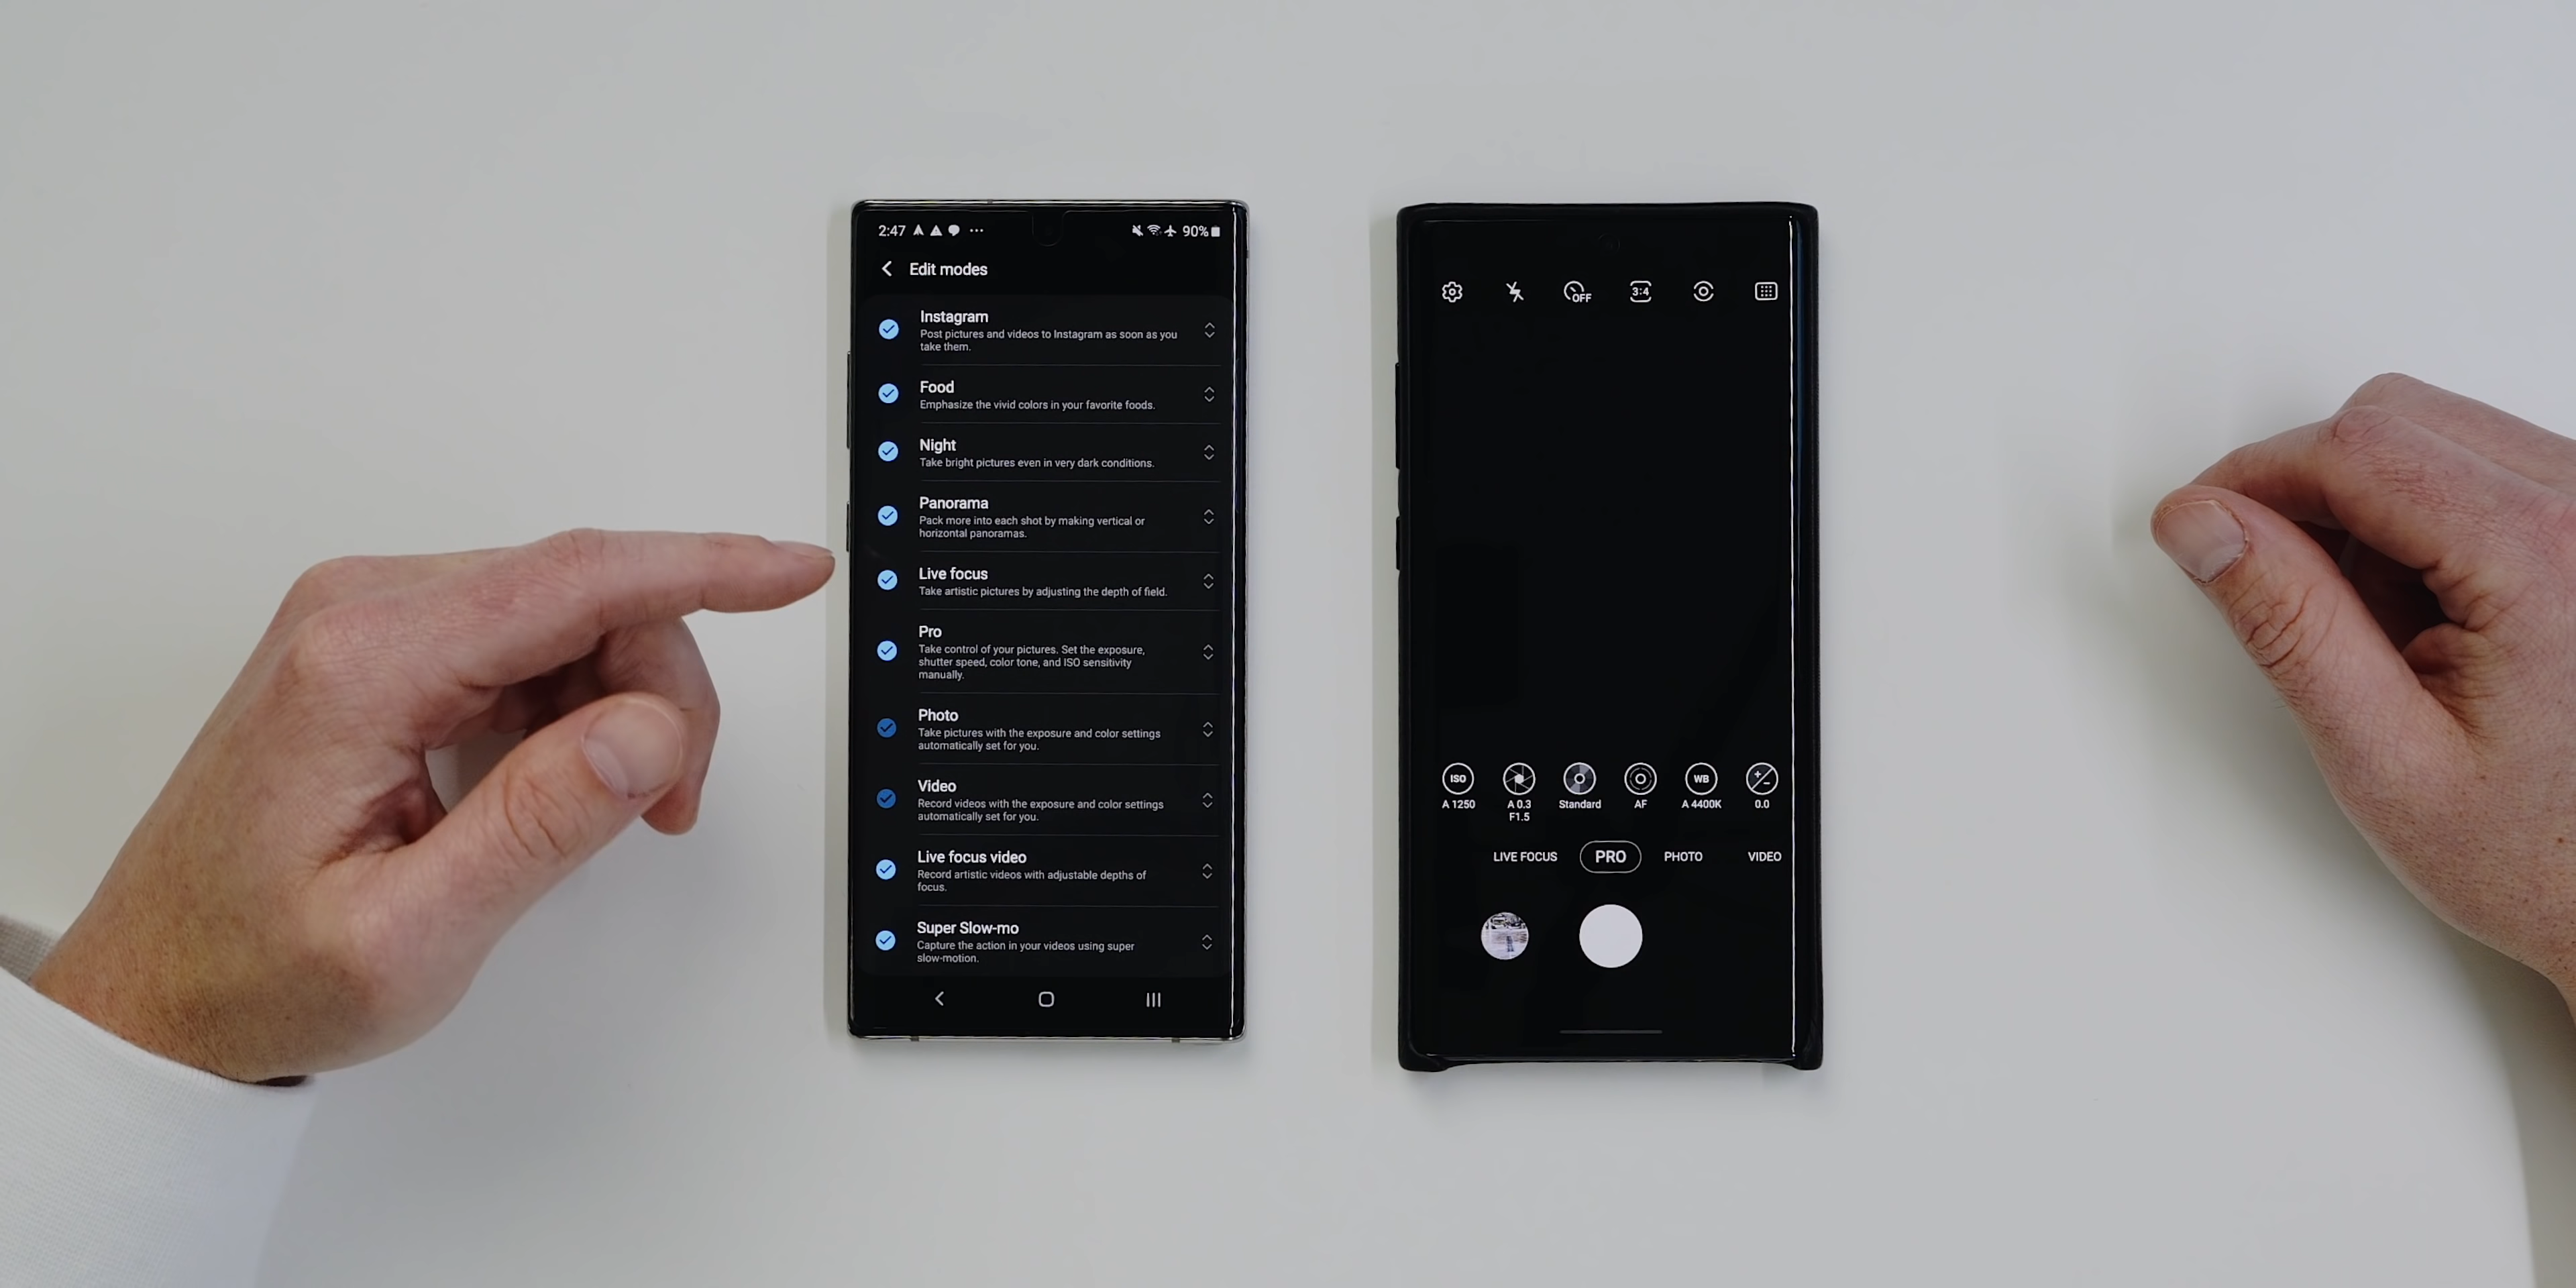 2:47 90%
Edit modes
Instagram
Post pictures and videos to Instagram as soon as you
take them.
Food
Emphasize the vivid colors in your favorite foods.
Night
Take bright pictures even in very dark conditions.
Panorama
Pack more into each shot by making vertical or
horizontal panoramas.
Live focus
Take artistic pictures by adjusting the depth of field.
Pro
Take control of your pictures. Set the exposure,
shutter speed, color tone, and ISO sensitivity
manually.
Photo
Take pictures with the exposure and color settings
automatically set for you.
Video
Record videos with the exposure and color settings
automatically set for you.
Live focus video
Record artistic videos with adjustable depths of
focus.
Super Slow-mo
Capture the action in your videos using super
slow-motion.
OFF 3:4
ISO WB
A 1250 A 0.3 Standard AF A 4400K 0.0
F1.5
LIVE FOCUS PRO PHOTO VIDEO